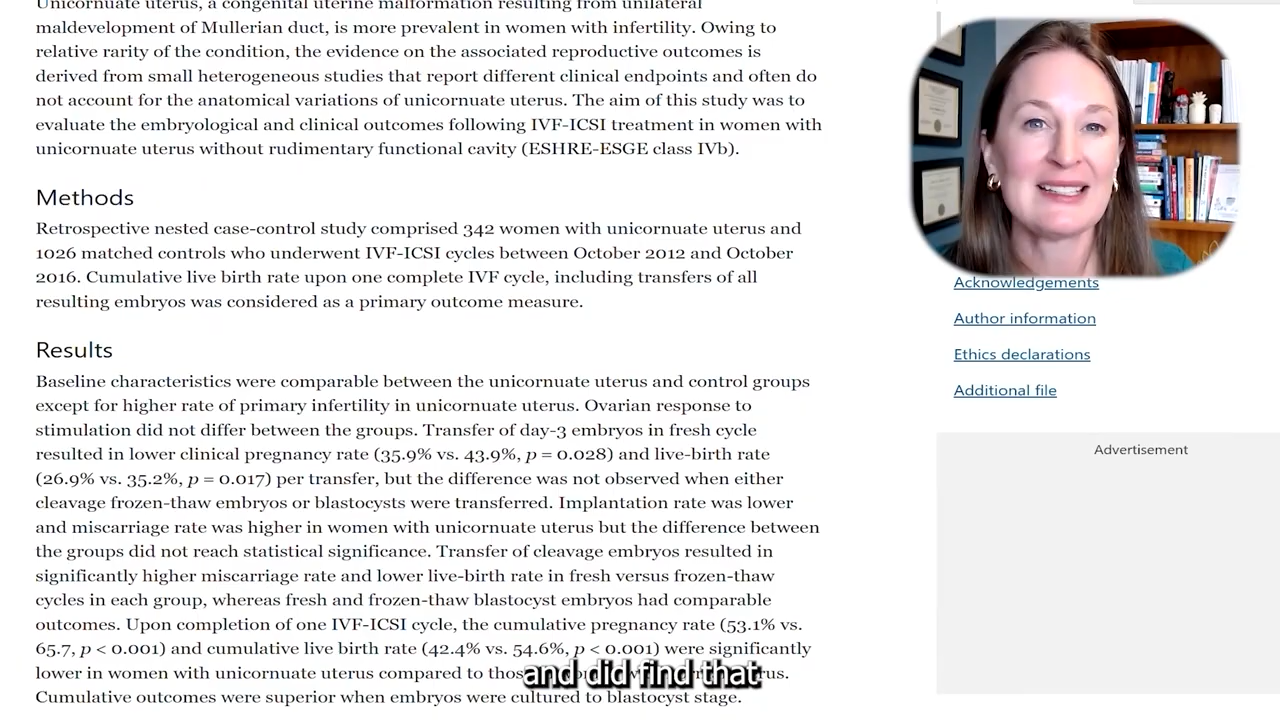 Unicornuate uterus, a congenital uterine malformation resulting from unilateral
maldevelopment of Mullerian duct, is more prevalent in women with infertility. Owing to
relative rarity of the condition, the evidence on the associated reproductive outcomes is
derived from small heterogeneous studies that report different clinical endpoints and often do
not account for the anatomical variations of unicornuate uterus. The aim of this study was to
evaluate the embryological and clinical outcomes following IVF-ICSI treatment in women with
unicornuate uterus without rudimentary functional cavity (ESHRE-ESGE class IVb).
Methods
Retrospective nested case-control study comprised 342 women with unicornuate uterus and
1026 matched controls who underwent IVF-ICSI cycles between October 2012 and October
2016. Cumulative live birth rate upon one complete IVF cycle, including transfers of all
resulting embryos was considered as a primary outcome measure.
Results
Baseline characteristics were comparable between the unicornuate uterus and control groups
except for higher rate of primary infertility in unicornuate uterus. Ovarian response to
stimulation did not differ between the groups. Transfer of day-3 embryos in fresh cycle
resulted in lower clinical pregnancy rate (35.9% vs. 43.9%, p = 0.028) and live-birth rate
(26.9% vs. 35.2%, p = 0.017) per transfer, but the difference was not observed when either
cleavage frozen-thaw embryos or blastocysts were transferred. Implantation rate was lower
and miscarriage rate was higher in women with unicornuate uterus but the difference between
the groups did not reach statistical significance. Transfer of cleavage embryos resulted in
significantly higher miscarriage rate and lower live-birth rate in fresh versus frozen-thaw
cycles in each group, whereas fresh and frozen-thaw blastocyst embryos had comparable
outcomes. Upon completion of one IVF-ICSI cycle, the cumulative pregnancy rate (53.1% vs.
65.7, p < 0.001) and cumulative live birth rate (42.4% vs. 54.6%, p < 0.001) were significantly
lower in women with unicornuate uterus compared to
Cumulative outcomes were superior when embryos were cultured to blastocyst stage.
and did find that
Acknowledgements
Author information
Ethics declarations
Additional file
Advertisement